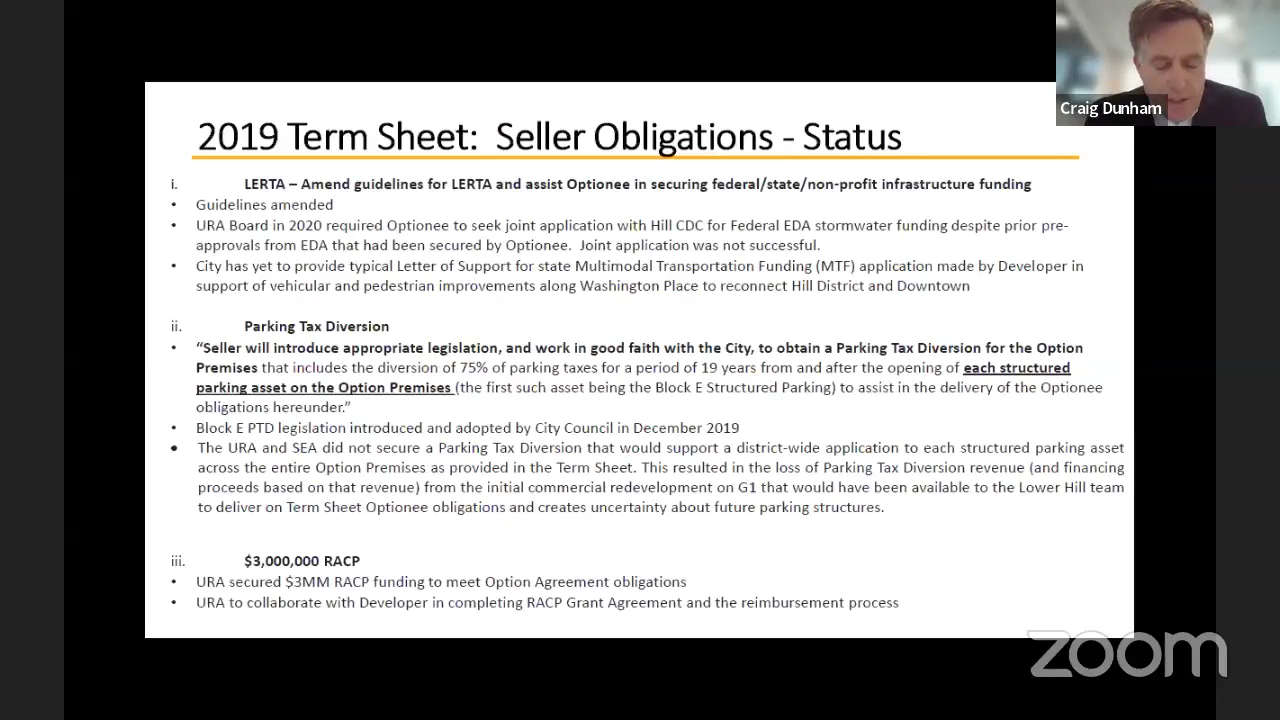 Craig Dunham
2019 Term Sheet: Seller Obligations - Status
i. LERTA – Amend guidelines for LERTA and assist Optionee in securing federal/state/non-profit infrastructure funding
• Guidelines amended
• URA Board in 2020 required Optionee to seek joint application with Hill CDC for Federal EDA stormwater funding despite prior pre-
approvals from EDA that had been secured by Optionee. Joint application was not successful.
• City has yet to provide typical Letter of Support for state Multimodal Transportation Funding (MTF) application made by Developer in
support of vehicular and pedestrian improvements along Washington Place to reconnect Hill District and Downtown
ii. Parking Tax Diversion
• “Seller will introduce appropriate legislation, and work in good faith with the City, to obtain a Parking Tax Diversion for the Option
Premises that includes the diversion of 75% of parking taxes for a period of 19 years from and after the opening of each structured
parking asset on the Option Premises (the first such asset being the Block E Structured Parking) to assist in the delivery of the Optionee
obligations hereunder.”
• Block E PTD legislation introduced and adopted by City Council in December 2019
• The URA and SEA did not secure a Parking Tax Diversion that would support a district-wide application to each structured parking asset
across the entire Option Premises as provided in the Term Sheet. This resulted in the loss of Parking Tax Diversion revenue (and financing
proceeds based on that revenue) from the initial commercial redevelopment on G1 that would have been available to the Lower Hill team
to deliver on Term Sheet Optionee obligations and creates uncertainty about future parking structures.
iii. $3,000,000 RACP
• URA secured $3MM RACP funding to meet Option Agreement obligations
• URA to collaborate with Developer in completing RACP Grant Agreement and the reimbursement process
zoom